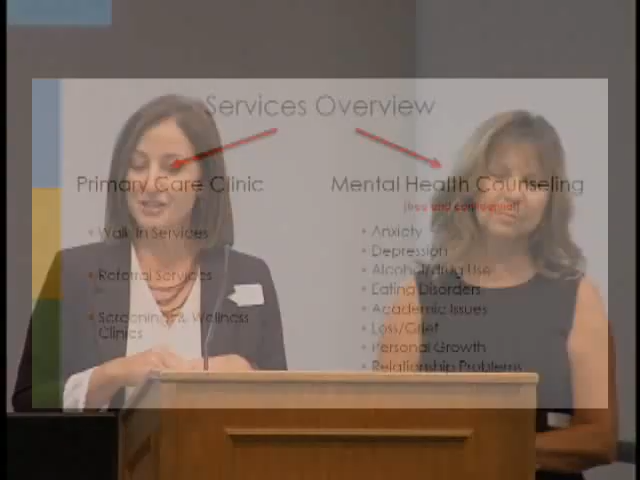 Services Overview
Primary Care Clinic
Mental Health Counseling
(free and confidential)
• Walk In Services
• Referral Services
• Screenings & Wellness
Clinics
• Anxiety
• Depression
• Alcohol/drug Use
• Eating Disorders
• Academic Issues
• Loss/Grief
• Personal Growth
• Relationship Problems